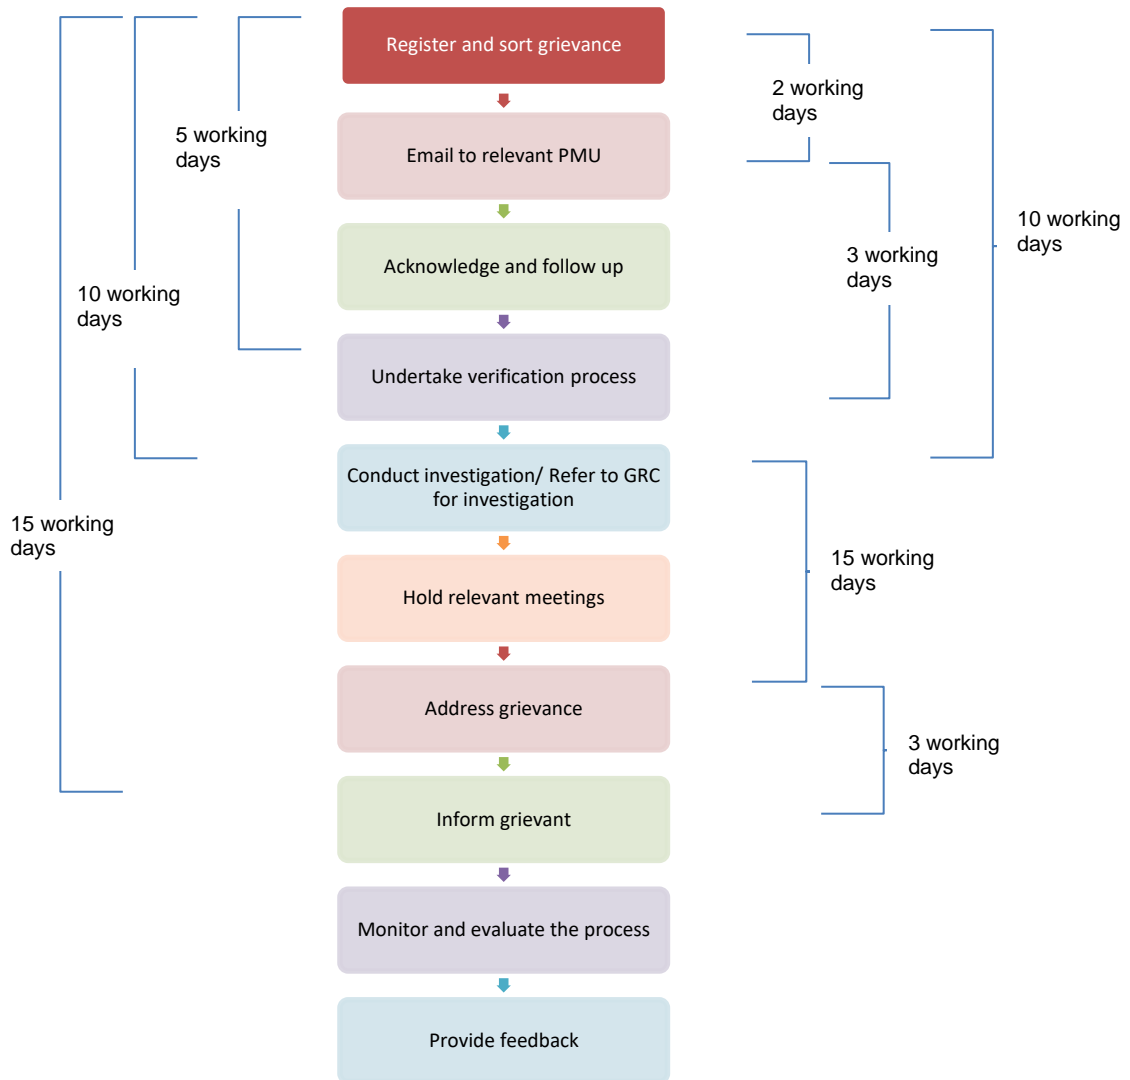 Register and sort grievance
2 working
days
5 working
days
Email to relevant PMU
10 working
days
3 working
days
Acknowledge and follow up
10 working
days
Undertake verification process
Conduct investigation/ Refer to GRC
for investigation
15 working
days
15 working
days
Hold relevant meetings
Address grievance
3 working
days
Inform grievant
Monitor and evaluate the process
Provide feedback